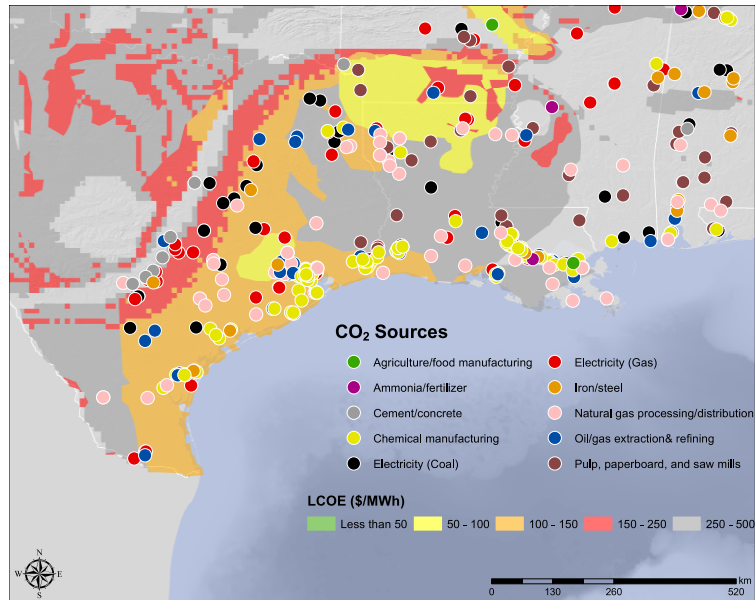 CO₂ Sources
Agriculture/food manufacturing
Electricity (Gas)
Ammonia/fertilizer
Iron/steel
Cement/concrete
Natural gas processing/distribution
Chemical manufacturing
Oil/gas extraction& refining
Electricity (Coal)
Pulp, paperboard, and saw mills
LCOE ($/MWh)
Less than 50
50 - 100
100 - 150
150 - 250
250 - 500
N
W E
S
km
0 130 260 520